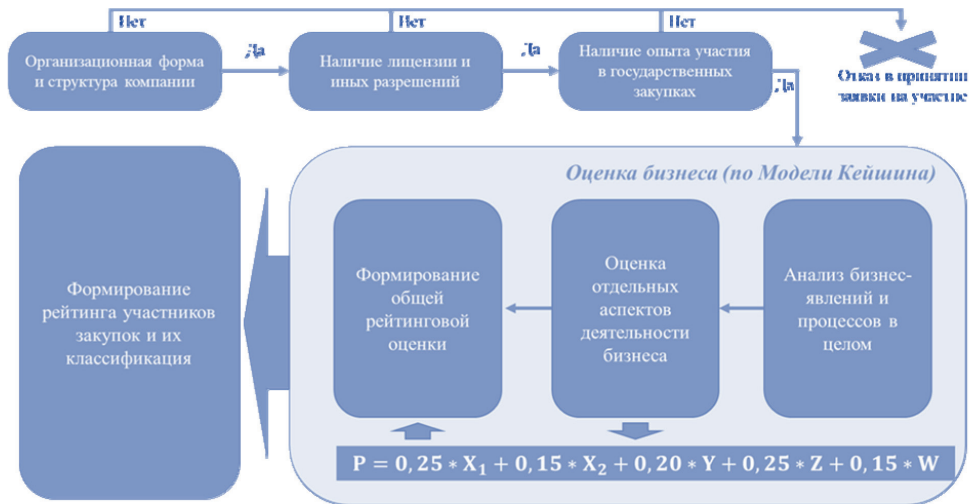 Нет
Нет
Нет
Организационная форма
и структура компании
Да
Наличие лицензии и
иных разрешений
Да
Наличие опыта участия
в государственных
закупках
Да
Отказ в принятии
заявки на участие
Оценка бизнеса (по Модели Кейшина)
Формирование
рейтинга участников
закупок и их
классификация
Формирование
общей
рейтинговой
оценки
Оценка
отдельных
аспектов
деятельности
бизнеса
Анализ бизнес-
явлений и
процессов в
целом
P = 0,25 * X₁ + 0,15 * X₂ + 0,20 * Y + 0,25 * Z + 0,15 * W